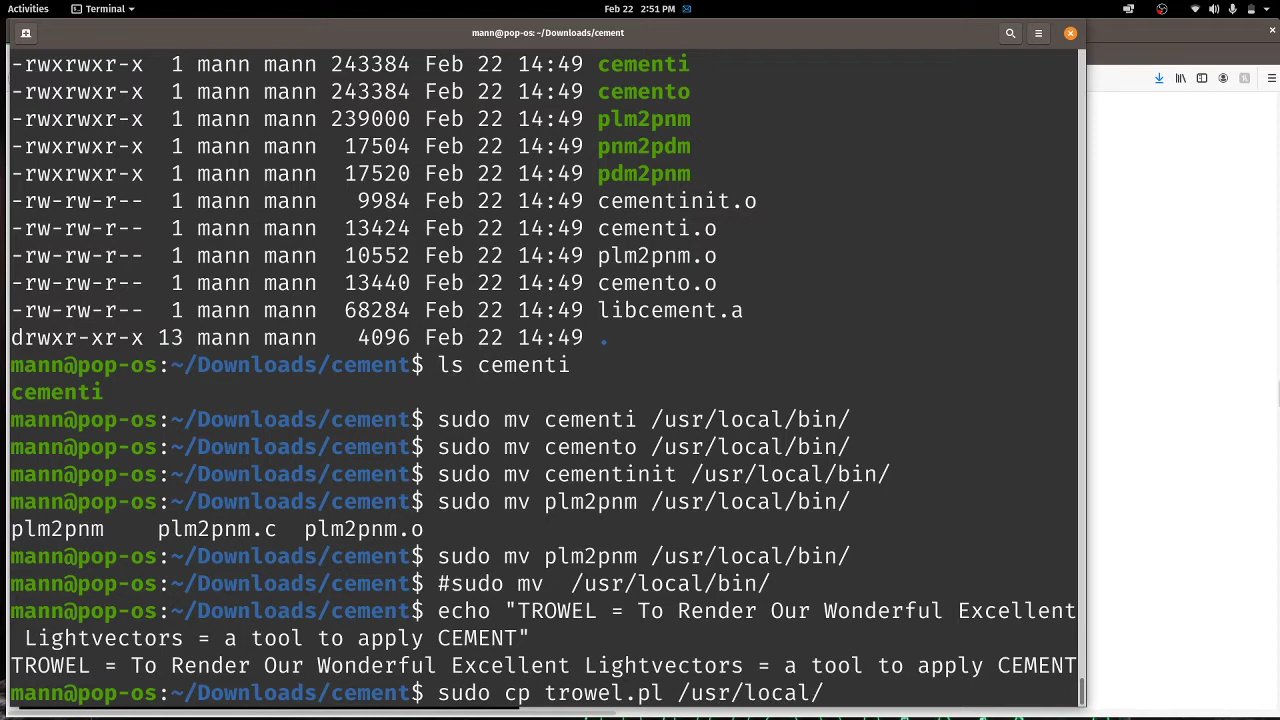 Activities Terminal Feb 22 2:51 PM
mann@pop-os: ~/Downloads/cement
-rwxrwxr-x 1 mann mann 243384 Feb 22 14:49 cementi
-rwxrwxr-x 1 mann mann 243384 Feb 22 14:49 cemento
-rwxrwxr-x 1 mann mann 239000 Feb 22 14:49 plm2pnm
-rwxrwxr-x 1 mann mann 17504 Feb 22 14:49 pnm2pdm
-rwxrwxr-x 1 mann mann 17520 Feb 22 14:49 pdm2pnm
-rw-rw-r-- 1 mann mann 9984 Feb 22 14:49 cementinit.o
-rw-rw-r-- 1 mann mann 13424 Feb 22 14:49 cementi.o
-rw-rw-r-- 1 mann mann 10552 Feb 22 14:49 plm2pnm.o
-rw-rw-r-- 1 mann mann 13440 Feb 22 14:49 cemento.o
-rw-rw-r-- 1 mann mann 68284 Feb 22 14:49 libcement.a
drwxr-xr-x 13 mann mann 4096 Feb 22 14:49 .
mann@pop-os:~/Downloads/cement$ ls cementi
cementi
mann@pop-os:~/Downloads/cement$ sudo mv cementi /usr/local/bin/
mann@pop-os:~/Downloads/cement$ sudo mv cemento /usr/local/bin/
mann@pop-os:~/Downloads/cement$ sudo mv cementinit /usr/local/bin/
mann@pop-os:~/Downloads/cement$ sudo mv plm2pnm /usr/local/bin/
plm2pnm plm2pnm.c plm2pnm.o
mann@pop-os:~/Downloads/cement$ sudo mv plm2pnm /usr/local/bin/
mann@pop-os:~/Downloads/cement$ #sudo mv  /usr/local/bin/
mann@pop-os:~/Downloads/cement$ echo "TROWEL = To Render Our Wonderful Excellent
 Lightvectors = a tool to apply CEMENT"
TROWEL = To Render Our Wonderful Excellent Lightvectors = a tool to apply CEMENT
mann@pop-os:~/Downloads/cement$ sudo cp trowel.pl /usr/local/